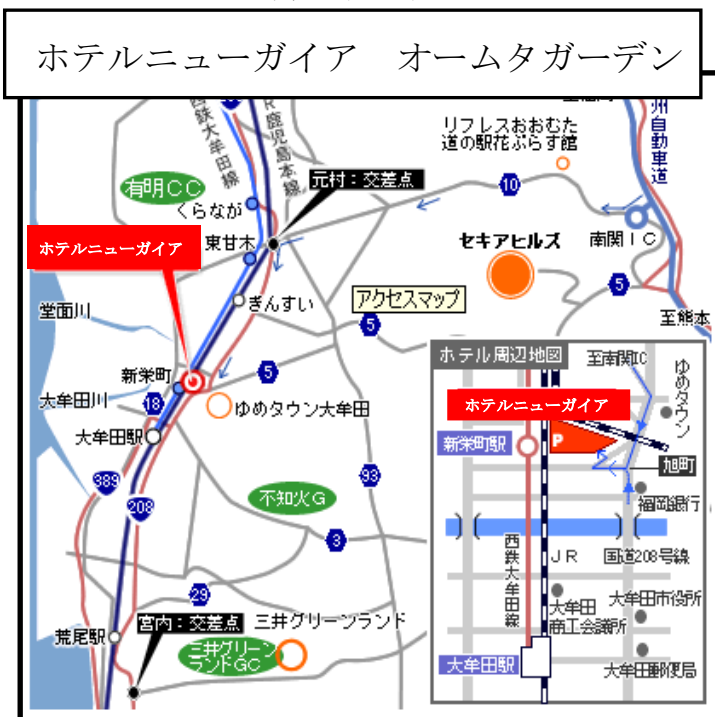 ホテルニューガイア　オームタガーデン
西鉄大牟田線
R鹿児島本線
州自動車道
リフレスおおむた
道の駅花ぷらす館
有明CC
元村：交差点
10
くらなが
ホテルニューガイア
東甘木
セキアヒルズ
南関IC
ぎんすい
アクセスマップ
5
堂面川
5
至熊本
新栄町
5
大牟田川
18
ゆめタウン大牟田
大牟田駅
389
208
93
不知火G
3
29
宮内：交差点
三井グリーンランド
荒尾駅
三井グリーン
ランドGC
ホテル周辺地図
至南関IC
ゆめタウン
ホテルニューガイア
新栄町駅
P
旭町
福岡銀行
西鉄大牟田線
JR
国道208号線
大牟田
商工会議所
大牟田市役所
大牟田駅
大牟田郵便局